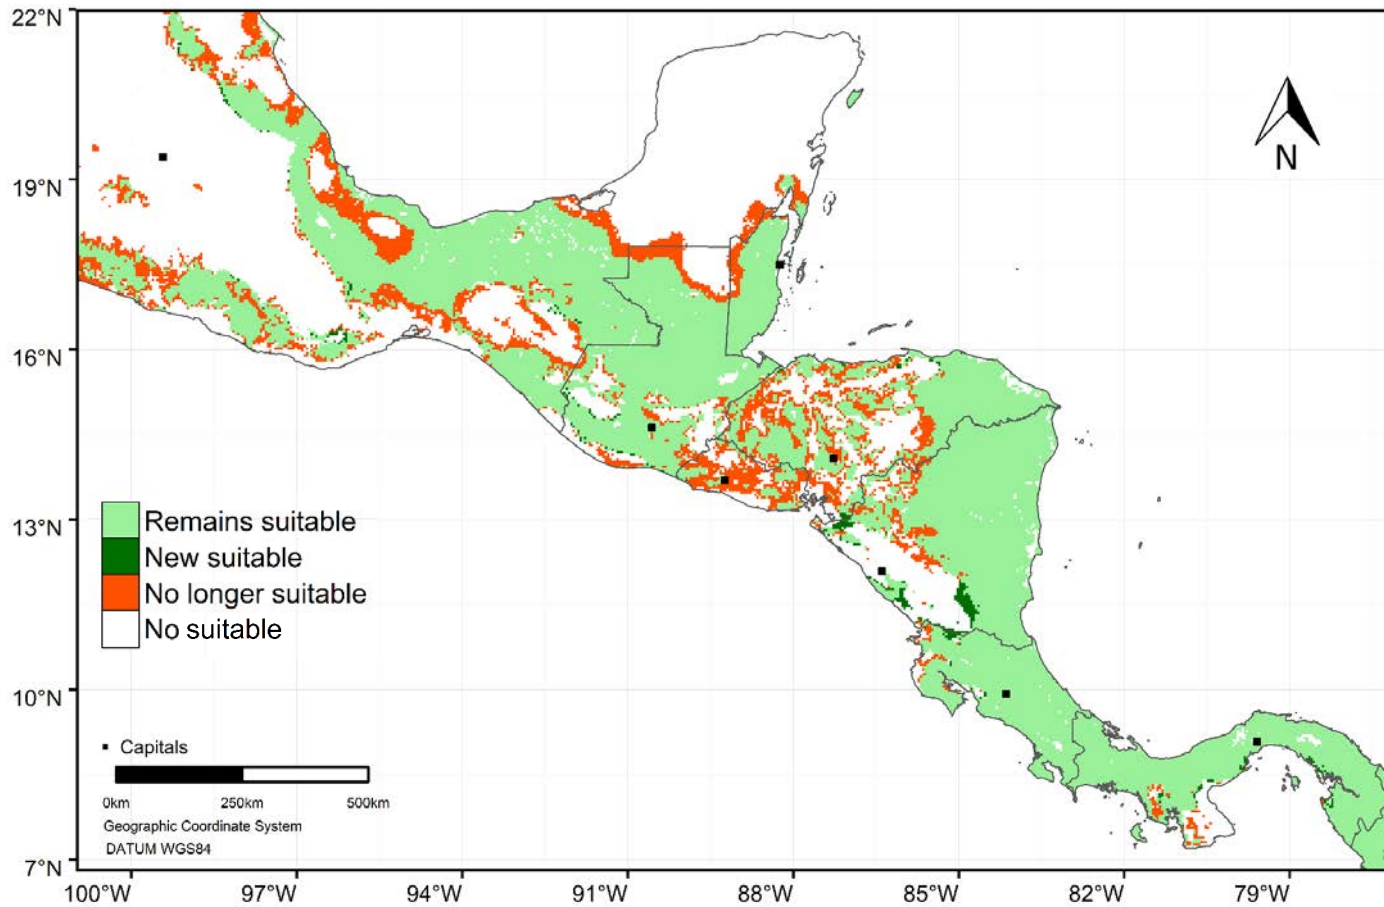 22°N
19°N
16°N
13°N
10°N
7°N
N
Remains suitable
New suitable
No longer suitable
No suitable
Capitals
0km 250km 500km
Geographic Coordinate System
DATUM WGS84
100°W 97°W 94°W 91°W 88°W 85°W 82°W 79°W